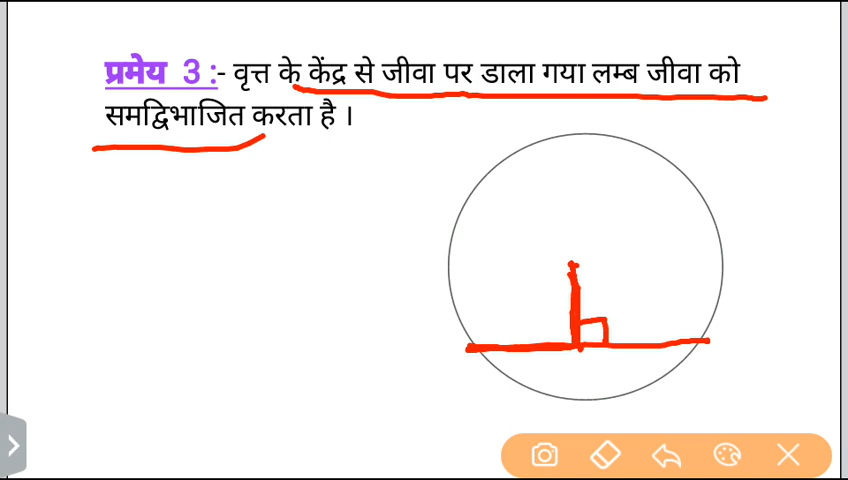 प्रमेय 3 :- वृत्त के केंद्र से जीवा पर डाला गया लम्ब जीवा को
समद्विभाजित करता है ।